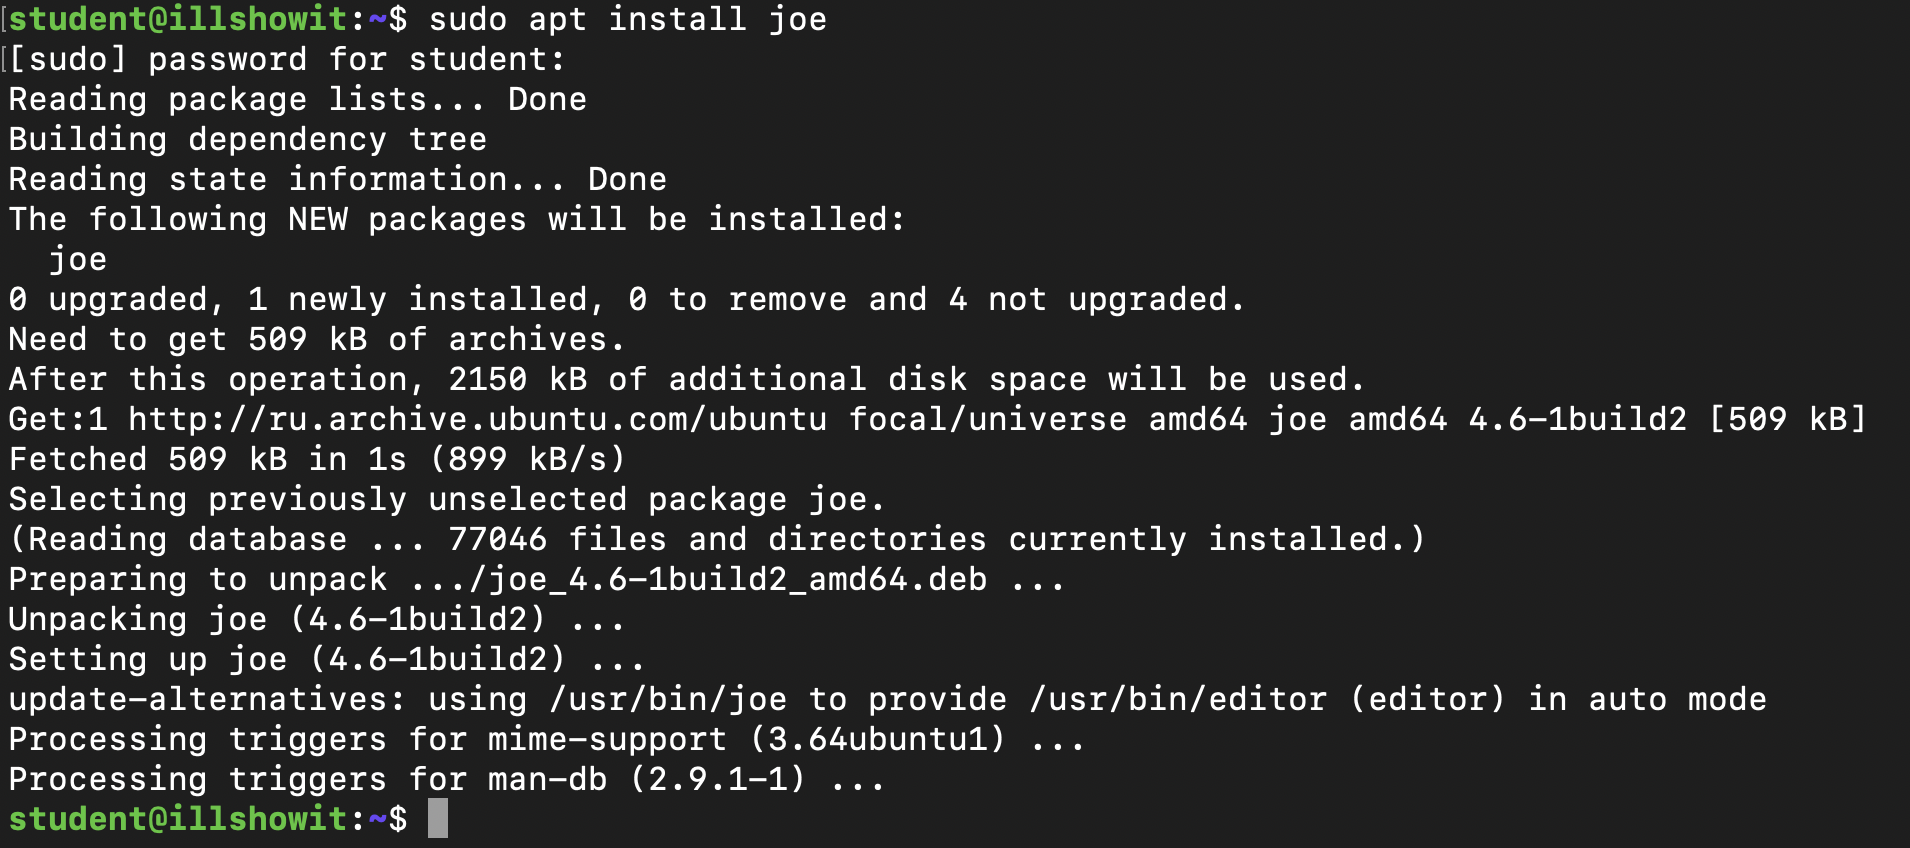 student@illshowit:~$ sudo apt install joe
[sudo] password for student:
Reading package lists... Done
Building dependency tree
Reading state information... Done
The following NEW packages will be installed:
  joe
0 upgraded, 1 newly installed, 0 to remove and 4 not upgraded.
Need to get 509 kB of archives.
After this operation, 2150 kB of additional disk space will be used.
Get:1 http://ru.archive.ubuntu.com/ubuntu focal/universe amd64 joe amd64 4.6-1build2 [509 kB]
Fetched 509 kB in 1s (899 kB/s)
Selecting previously unselected package joe.
(Reading database ... 77046 files and directories currently installed.)
Preparing to unpack .../joe_4.6-1build2_amd64.deb ...
Unpacking joe (4.6-1build2) ...
Setting up joe (4.6-1build2) ...
update-alternatives: using /usr/bin/joe to provide /usr/bin/editor (editor) in auto mode
Processing triggers for mime-support (3.64ubuntu1) ...
Processing triggers for man-db (2.9.1-1) ...
student@illshowit:~$